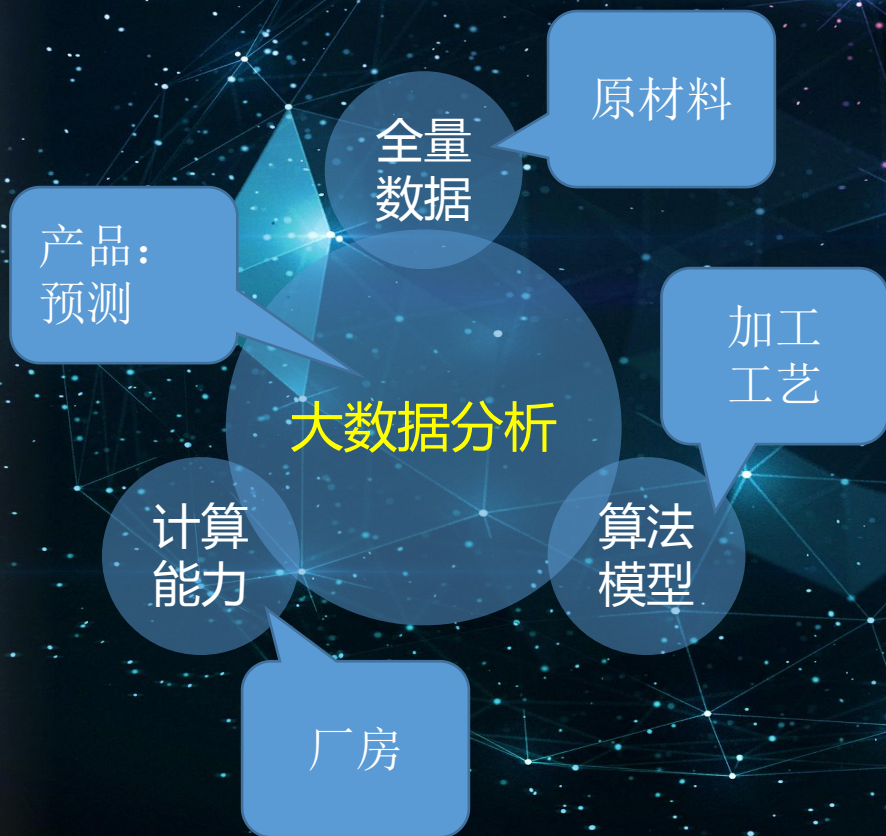 原材料
全量
数据
产品：
预测
加工
工艺
大数据分析
计算
能力
算法
模型
厂房